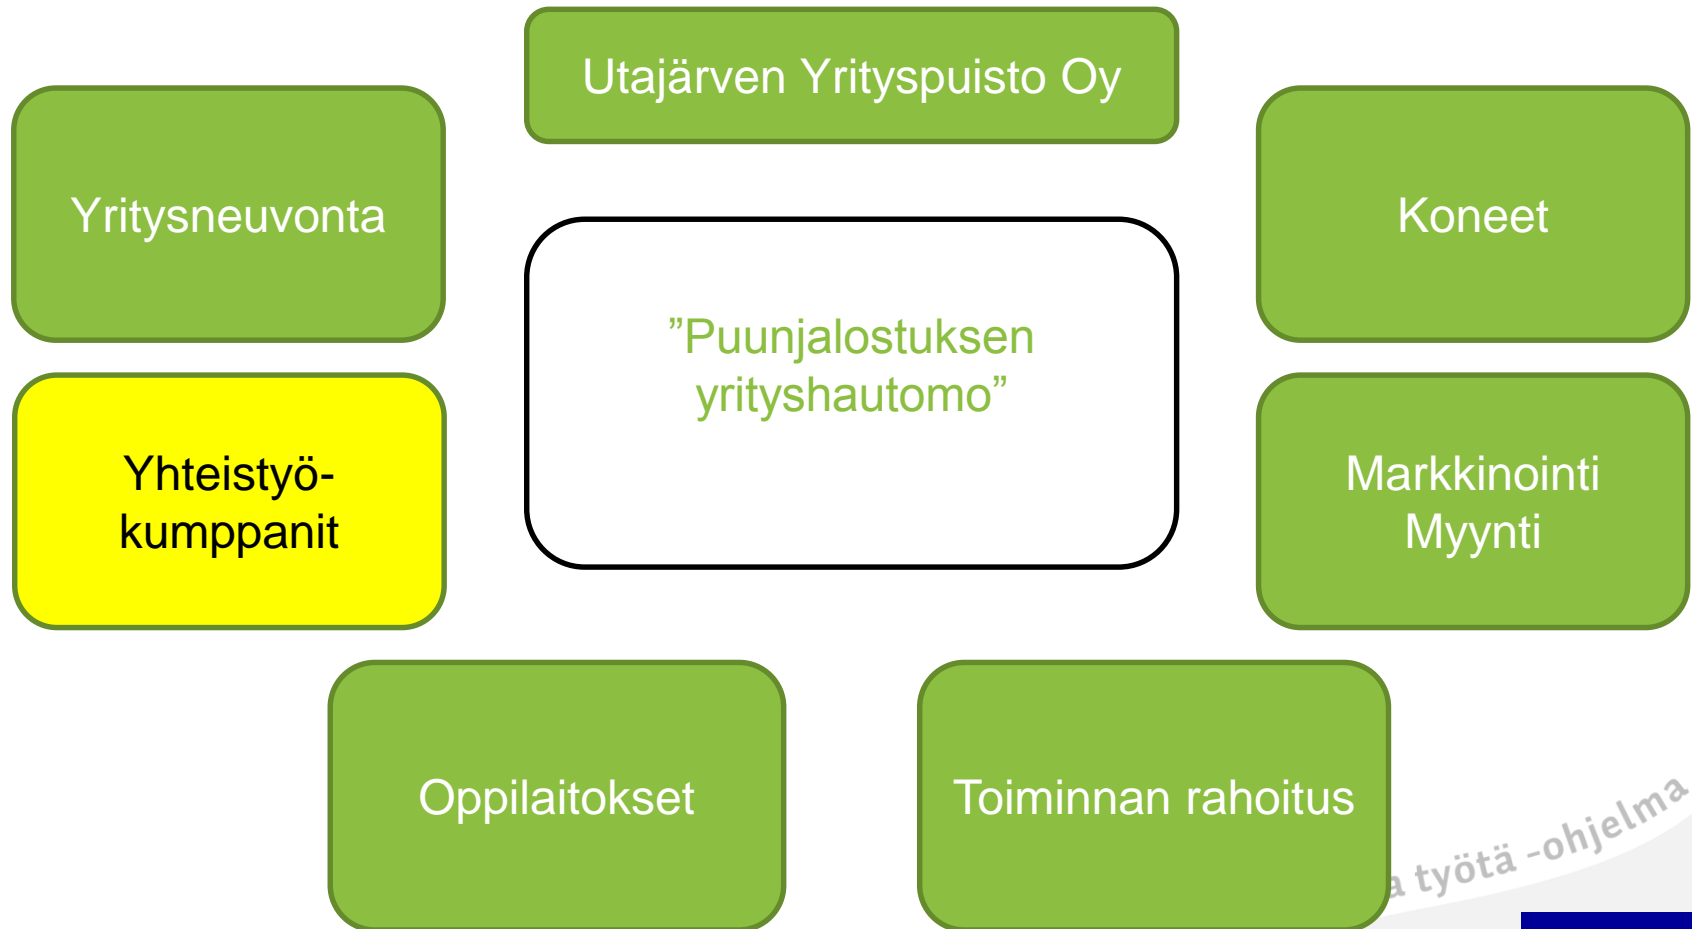 Utajärven Yrityspuisto Oy
Yritysneuvonta
Koneet
”Puunjalostuksen
yrityshautomo”
Yhteistyö-
kumppanit
Markkinointi
Myynti
Oppilaitokset
Toiminnan rahoitus
työtä -ohjelma